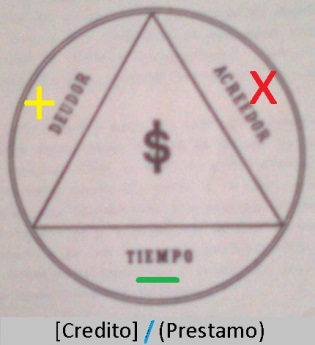 +
DEUDOR
ACREEDOR
X
$
TIEMPO
—
[Credito] / (Prestamo)